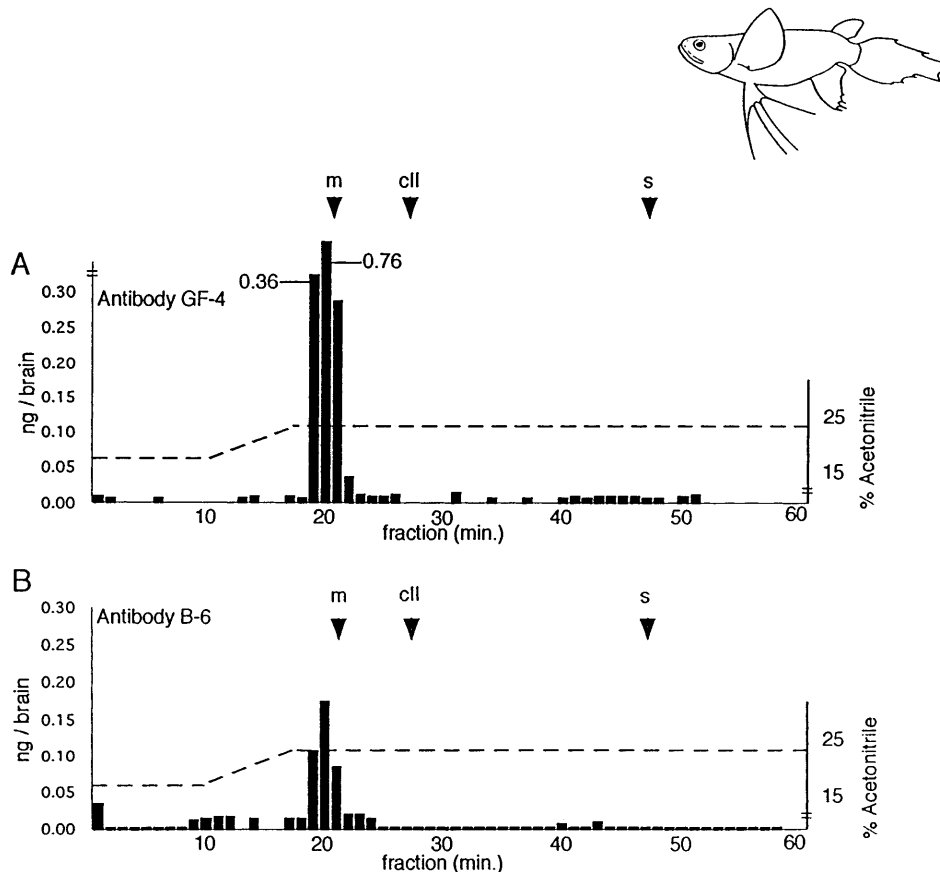 m cII s
A
Antibody GF-4
0.36
0.76
ng / brain
0.30
0.25
0.20
0.15
0.10
0.05
0.00
25
15
% Acetonitrile
10 20 30 40 50 60
fraction (min.)
B
m cII s
Antibody B-6
ng / brain
0.30
0.25
0.20
0.15
0.10
0.05
0.00
25
15
% Acetonitrile
10 20 30 40 50 60
fraction (min.)